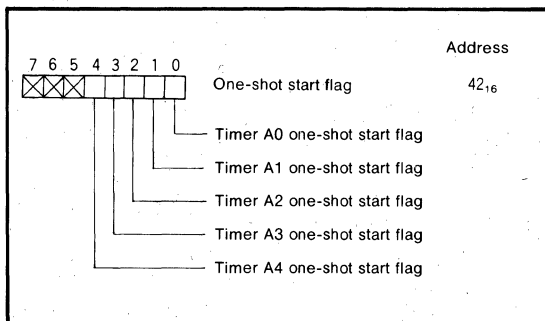 Address
7 6 5 4 3 2 1 0
One-shot start flag 42₁₆
Timer A0 one-shot start flag
Timer A1 one-shot start flag
Timer A2 one-shot start flag
Timer A3 one-shot start flag
Timer A4 one-shot start flag